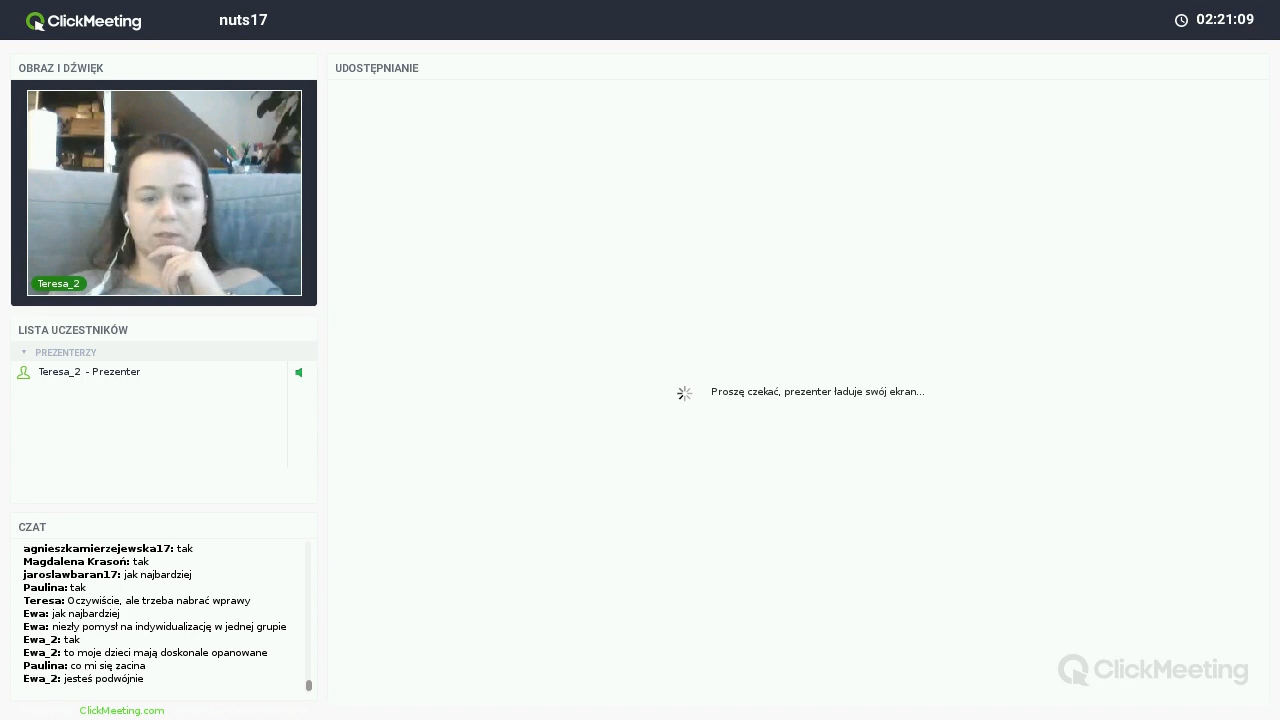 ClickMeeting
nuts17
02:21:09
OBRAZ I DŹWIĘK
Teresa_2
LISTA UCZESTNIKÓW
PREZENTERZY
Teresa_2 - Prezenter
CZAT
agnieszkamierzejewska17: tak
Magdalena Krasoń: tak
jaroslawbaran17: jak najbardziej
Paulina: tak
Teresa: Oczywiście, ale trzeba nabrać wprawy
Ewa: jak najbardziej
Ewa: niezły pomysł na indywidualizację w jednej grupie
Ewa_2: tak
Ewa_2: to moje dzieci mają doskonale opanowane
Paulina: co mi się zacina
Ewa_2: jesteś podwójnie
ClickMeeting.com
UDOSTĘPNIANIE
Proszę czekać, prezenter ładuje swój ekran...
ClickMeeting